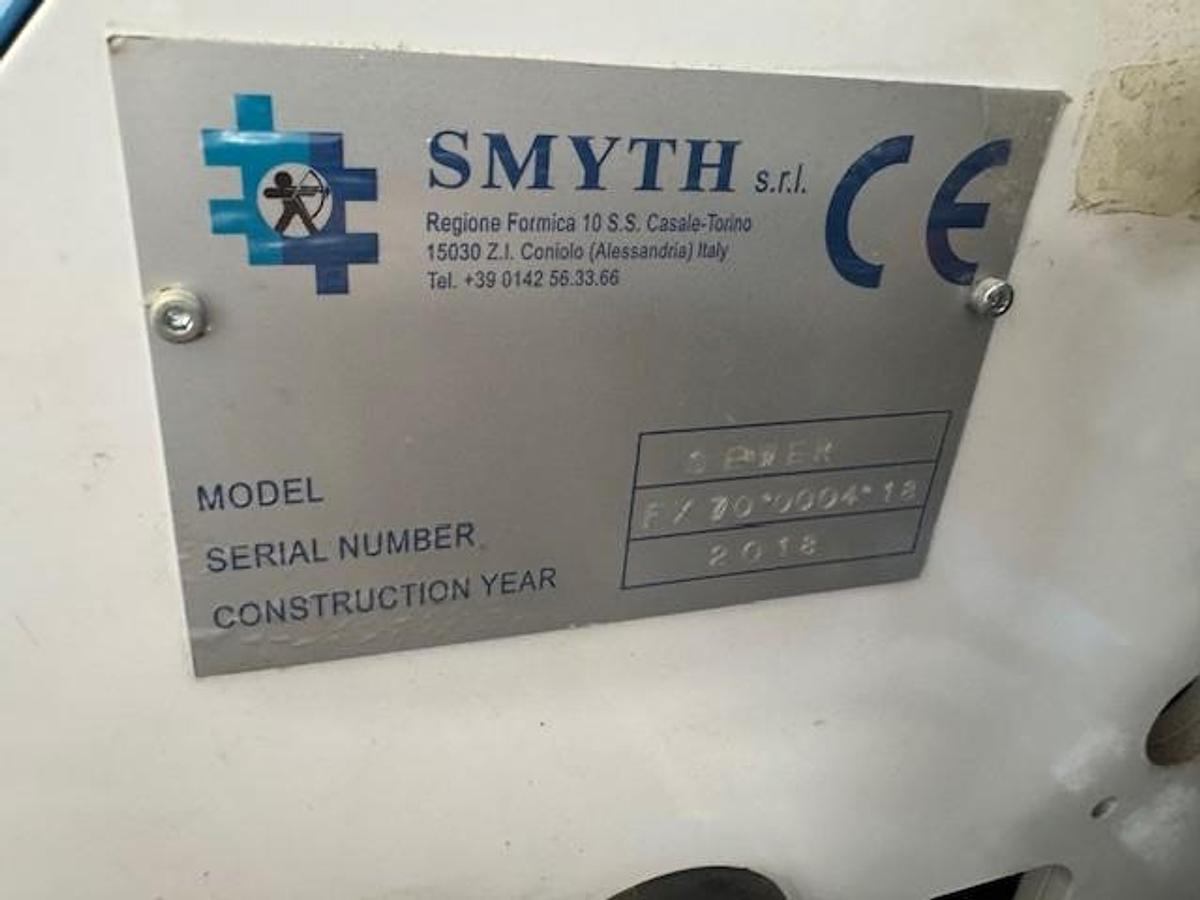 SMYTH s.r.l.
Regione Formica 10 S.S. Casale-Torino
15030 Z.I. Coniolo (Alessandria) Italy
Tel. +39 0142 56.33.66
CE
MODEL
SERIAL NUMBER
CONSTRUCTION YEAR 2018